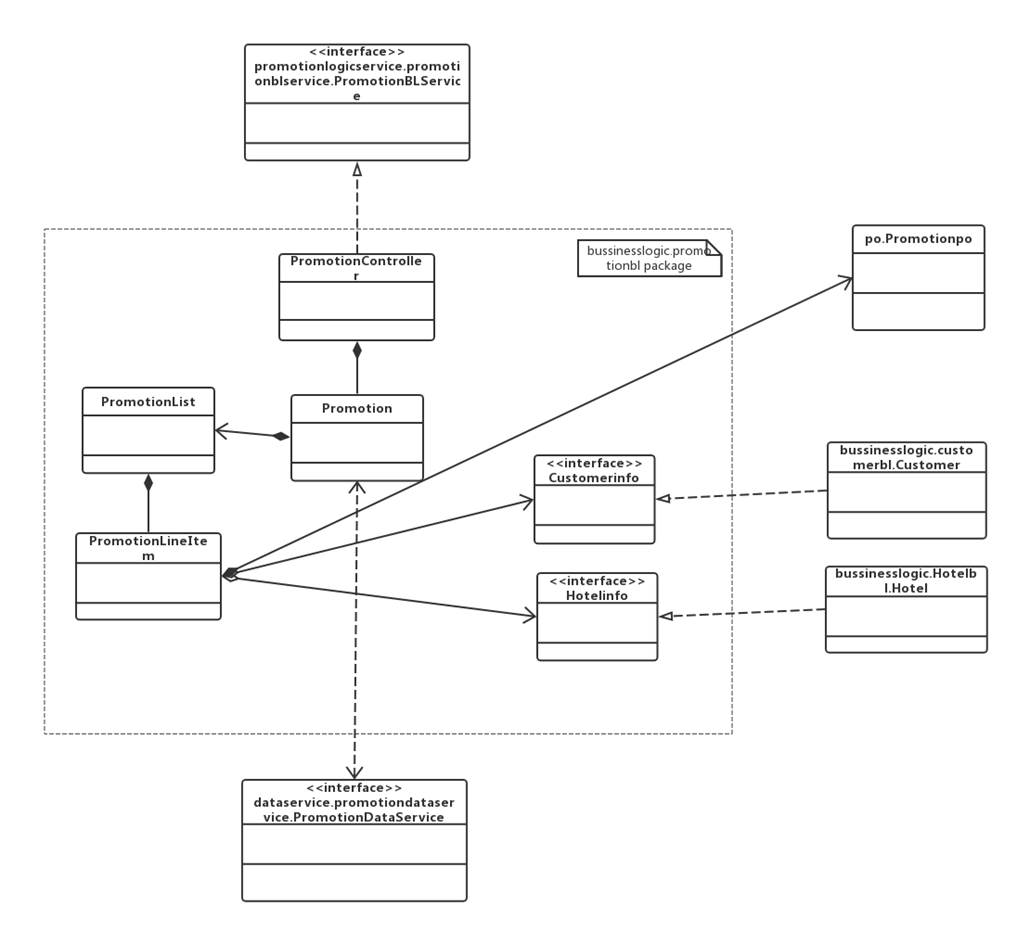 <<interface>>
promotionlogicservice.promoti
onblservice.PromotionBLServic
e
bussinesslogic.promo
tionbl package
po.Promotionpo
PromotionControlle
r
PromotionList
Promotion
<<interface>>
Customerinfo
bussinesslogic.custo
merbl.Customer
PromotionLineIte
m
<<interface>>
Hotelinfo
bussinesslogic.Hotelb
l.Hotel
<<interface>>
dataservice.promotiondataser
vice.PromotionDataService